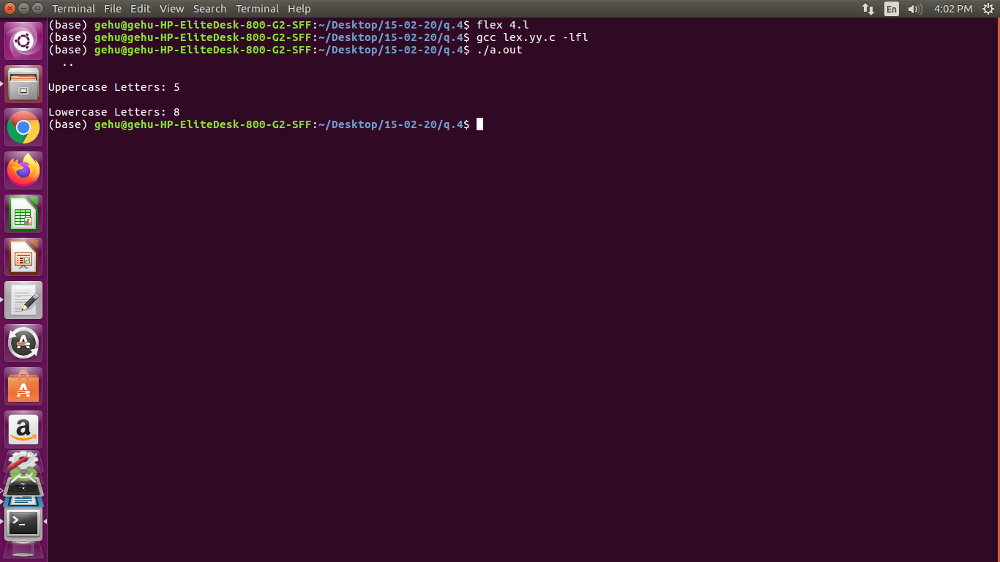 Terminal File Edit View Search Terminal Help En 4:02 PM
(base) gehu@gehu-HP-EliteDesk-800-G2-SFF:~/Desktop/15-02-20/q.4$ flex 4.l
(base) gehu@gehu-HP-EliteDesk-800-G2-SFF:~/Desktop/15-02-20/q.4$ gcc lex.yy.c -lfl
(base) gehu@gehu-HP-EliteDesk-800-G2-SFF:~/Desktop/15-02-20/q.4$ ./a.out
..
Uppercase Letters: 5
Lowercase Letters: 8
(base) gehu@gehu-HP-EliteDesk-800-G2-SFF:~/Desktop/15-02-20/q.4$